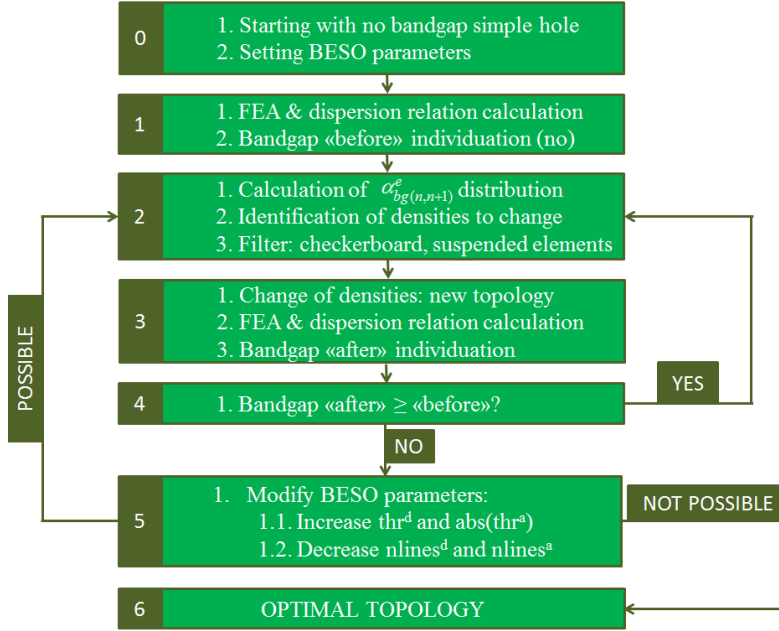 0
1. Starting with no bandgap simple hole
2. Setting BESO parameters
1
1. FEA & dispersion relation calculation
2. Bandgap «before» individuation (no)
2
1. Calculation of α^e_bg(n,n+1) distribution
2. Identification of densities to change
3. Filter: checkerboard, suspended elements
3
1. Change of densities: new topology
2. FEA & dispersion relation calculation
3. Bandgap «after» individuation
POSSIBLE
4
1. Bandgap «after» ≥ «before»?
YES
NO
5
1. Modify BESO parameters:
1.1. Increase thr^d and abs(thr^a)
1.2. Decrease nlines^d and nlines^a
NOT POSSIBLE
6
OPTIMAL TOPOLOGY